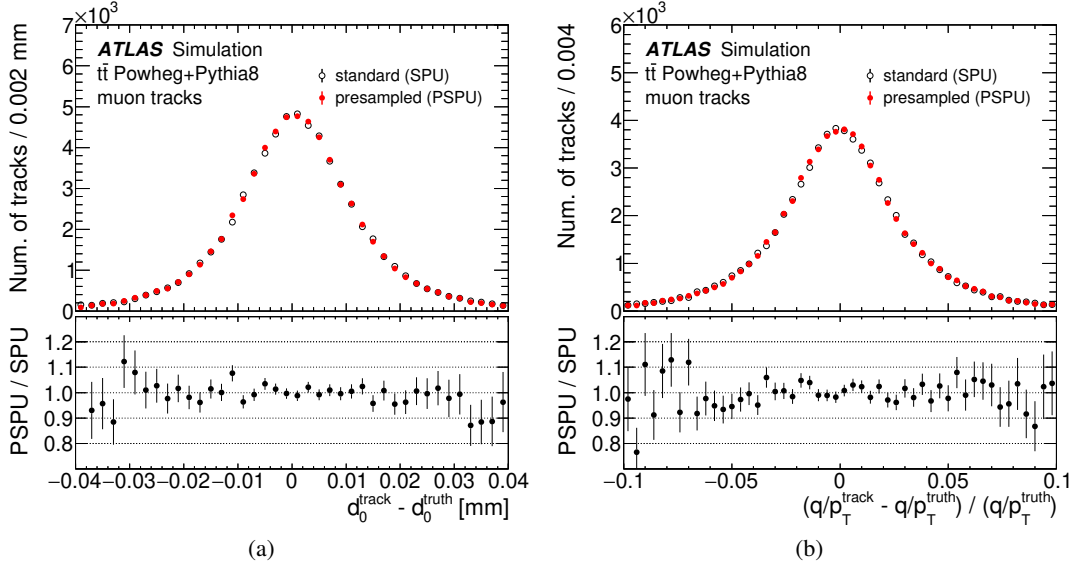 ×10³
ATLAS Simulation
tt̄ Powheg+Pythia8
muon tracks
standard (SPU)
presampled (PSPU)
Num. of tracks / 0.002 mm
7
6
5
4
3
2
1
0
PSPU / SPU
1.2
1.1
1.0
0.9
0.8
−0.04 −0.03 −0.02 −0.01 0 0.01 0.02 0.03 0.04
d₀^track - d₀^truth [mm]
(a)
×10³
ATLAS Simulation
tt̄ Powheg+Pythia8
muon tracks
standard (SPU)
presampled (PSPU)
Num. of tracks / 0.004
6
5
4
3
2
1
0
PSPU / SPU
1.2
1.1
1.0
0.9
0.8
−0.1 −0.05 0 0.05 0.1
(q/p_T^track - q/p_T^truth) / (q/p_T^truth)
(b)